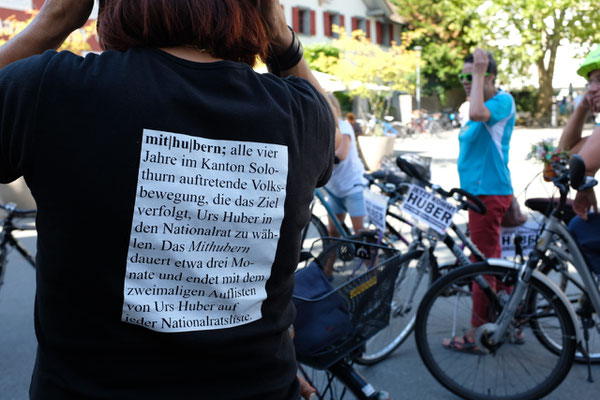 mit|hu|bern; alle vier
Jahre im Kanton Solo-
thurn auftretende Volks-
bewegung, die das Ziel
verfolgt, Urs Huber in
den Nationalrat zu wäh-
len. Das Mithubern
dauert etwa drei Mo-
nate und endet mit dem
zweimaligen Auflisten
von Urs Huber auf
jeder Nationalratsliste.
HUBER